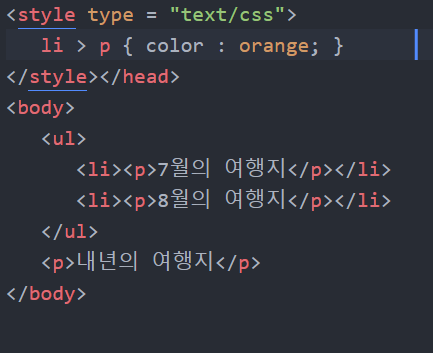 <style type = "text/css">
li > p { color : orange; }
</style></head>
<body>
<ul>
<li><p>7월의 여행지</p></li>
<li><p>8월의 여행지</p></li>
</ul>
<p>내년의 여행지</p>
</body>